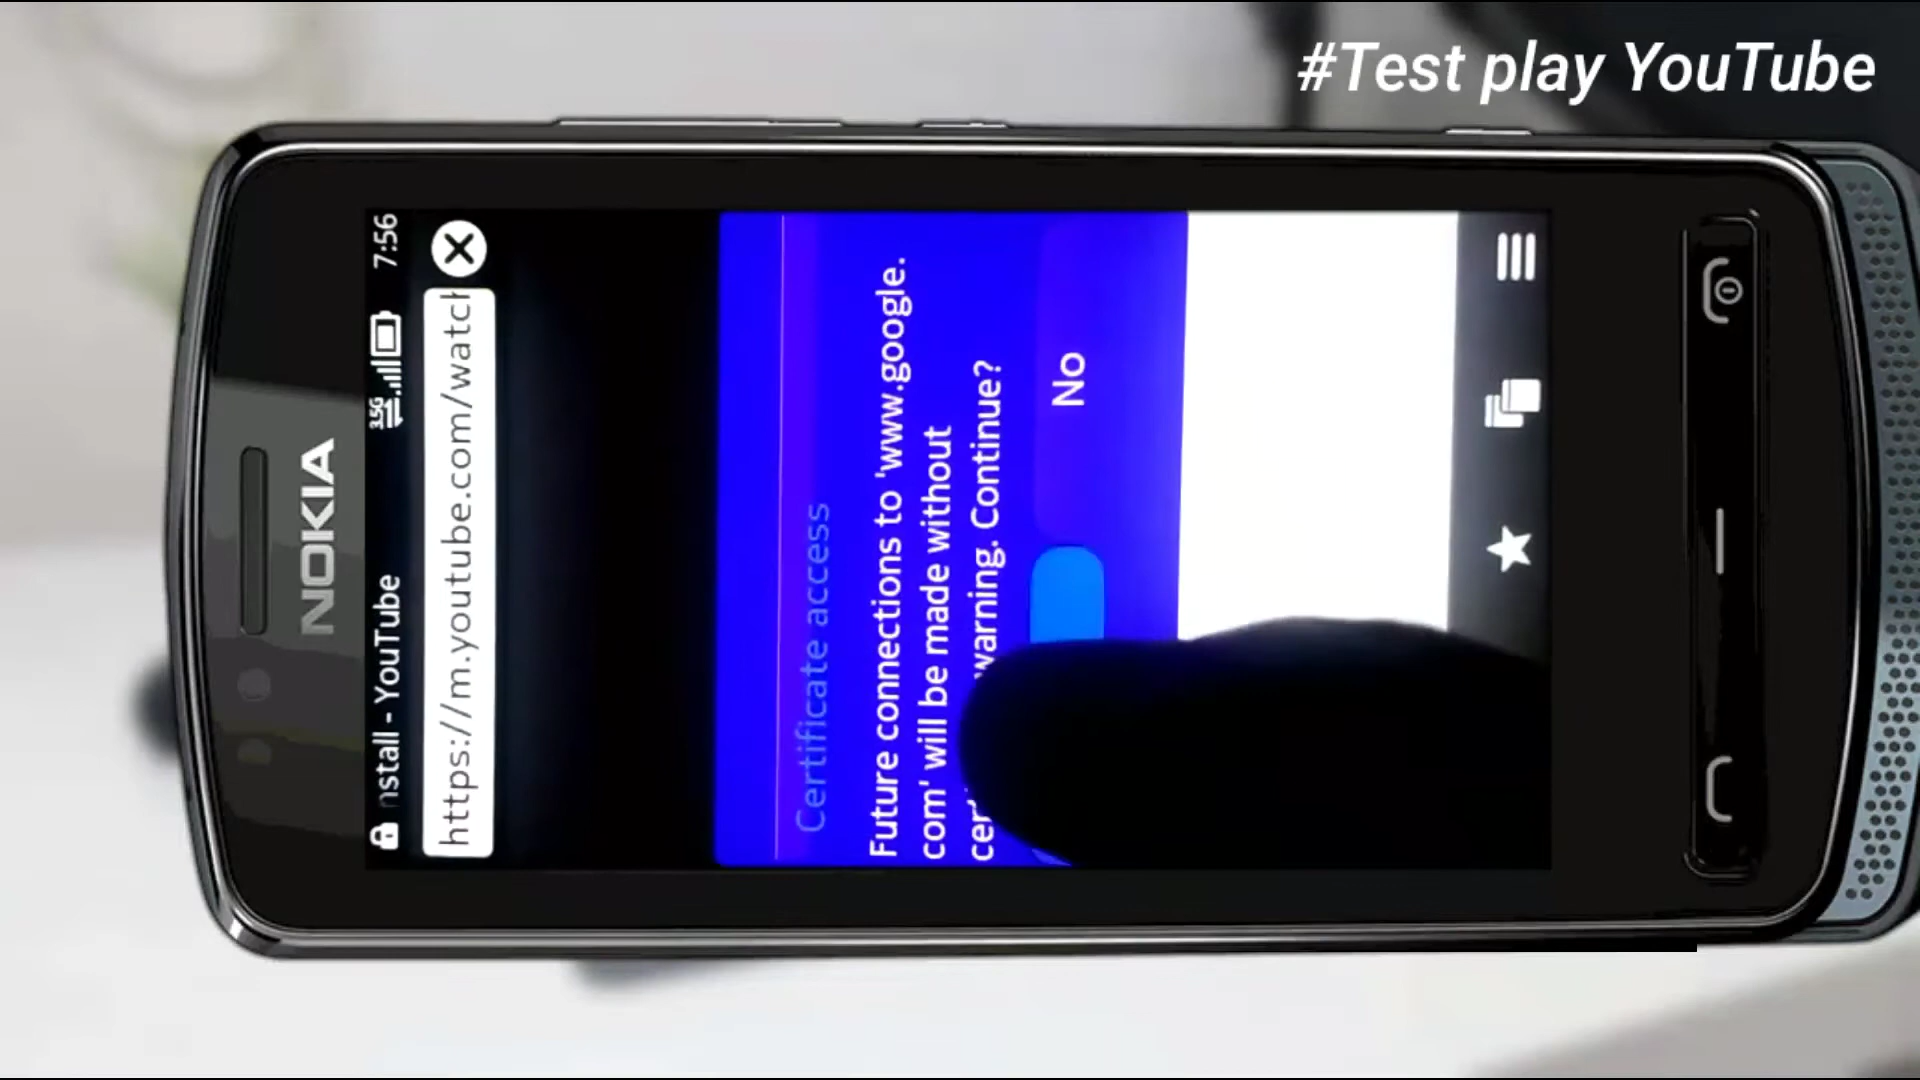 #Test play YouTube
NOKIA
3.5G
7:56
nstall - YouTube
https://m.youtube.com/watch
Certificate access
Future connections to 'www.google.
com' will be made without
warning. Continue?
No